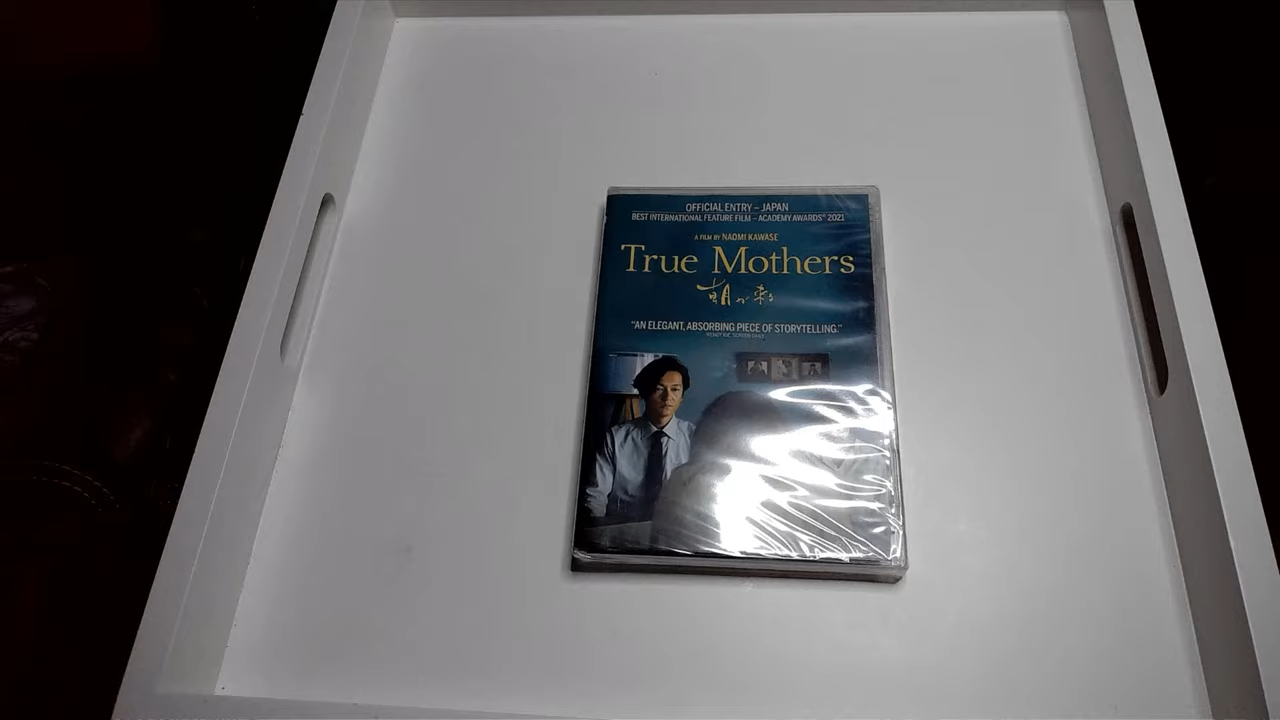 OFFICIAL ENTRY – JAPAN
BEST INTERNATIONAL FEATURE FILM – ACADEMY AWARDS® 2021
A FILM BY NAOMI KAWASE
True Mothers
朝が来る
"AN ELEGANT, ABSORBING PIECE OF STORYTELLING."